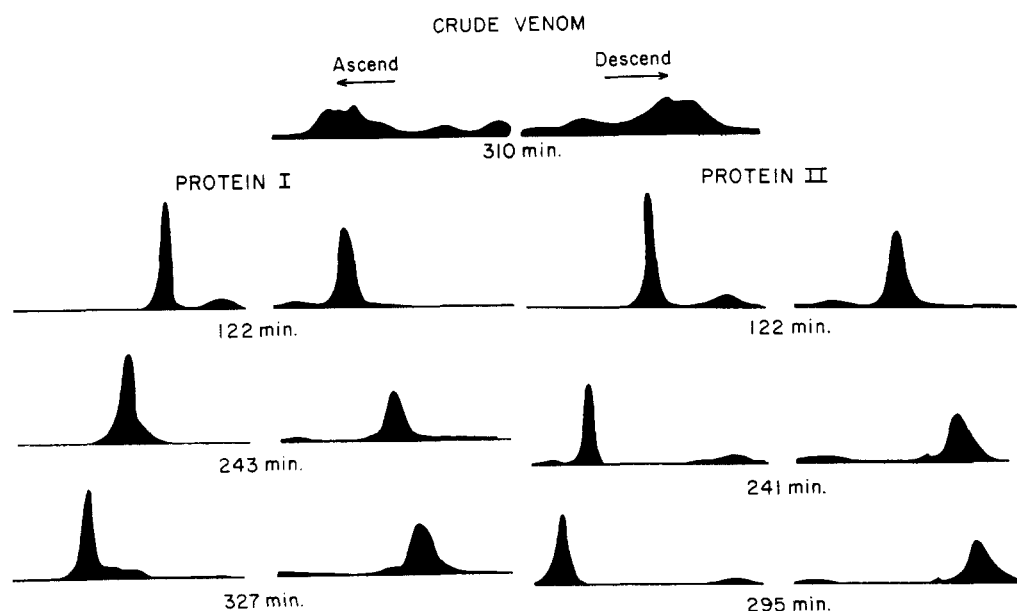 CRUDE VENOM
Ascend Descend
310 min.
PROTEIN I PROTEIN II
122 min. 122 min.
243 min. 241 min.
327 min. 295 min.